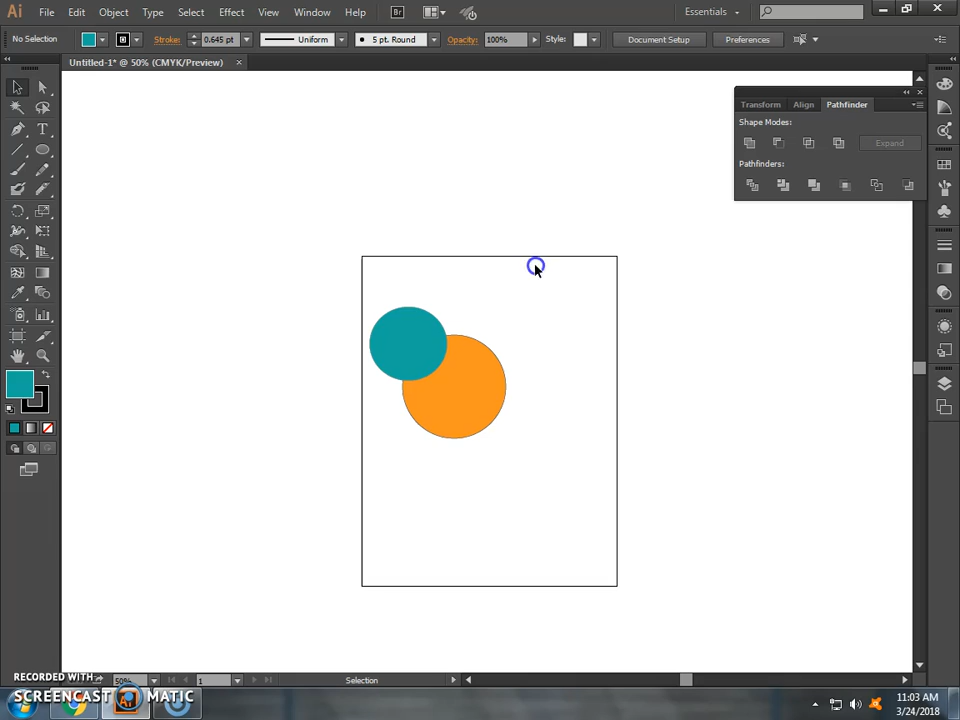 Ai File Edit Object Type Select Effect View Window Help Br Essentials
No Selection Stroke: 0.645 pt Uniform 5 pt. Round Opacity: 100% Style: Document Setup Preferences
Untitled-1* @ 50% (CMYK/Preview)
Transform Align Pathfinder
Shape Modes:
Expand
Pathfinders:
T
50% 1 Selection
RECORDED WITH
SCREENCAST MATIC
Ai
11:03 AM
3/24/2018